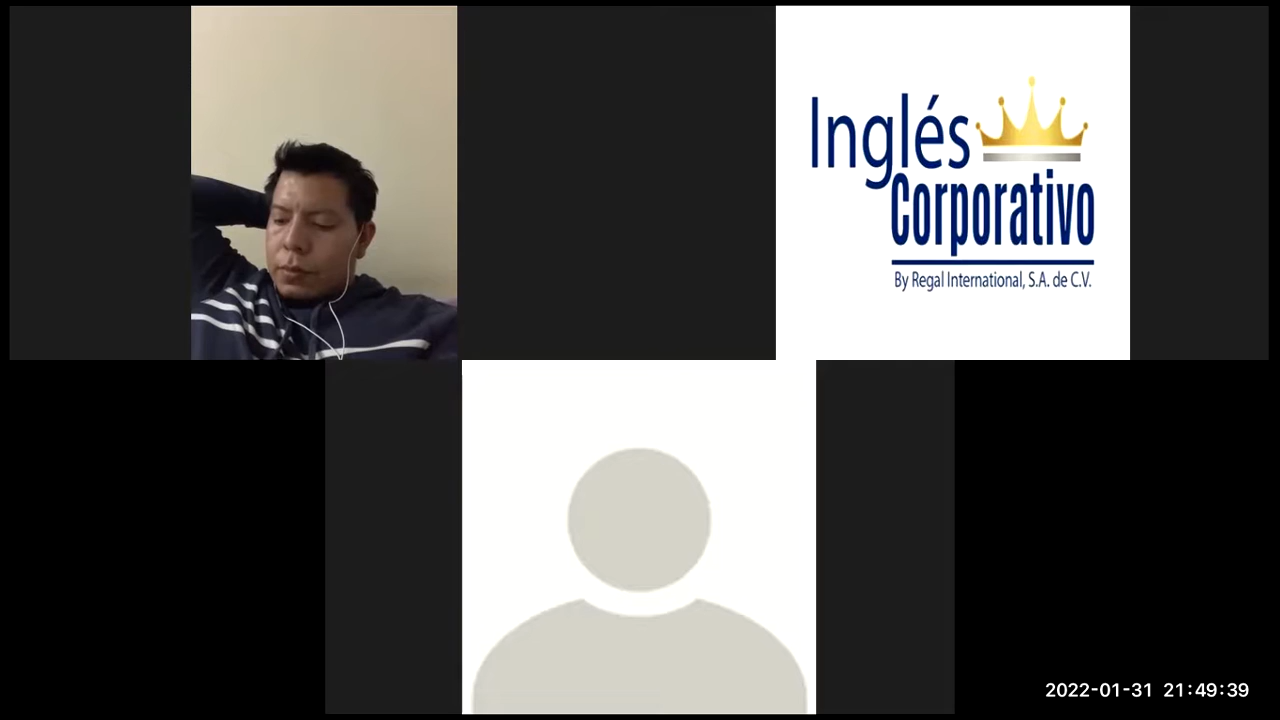 Inglés
Corporativo
By Regal International, S.A. de C.V.
2022-01-31 21:49:39